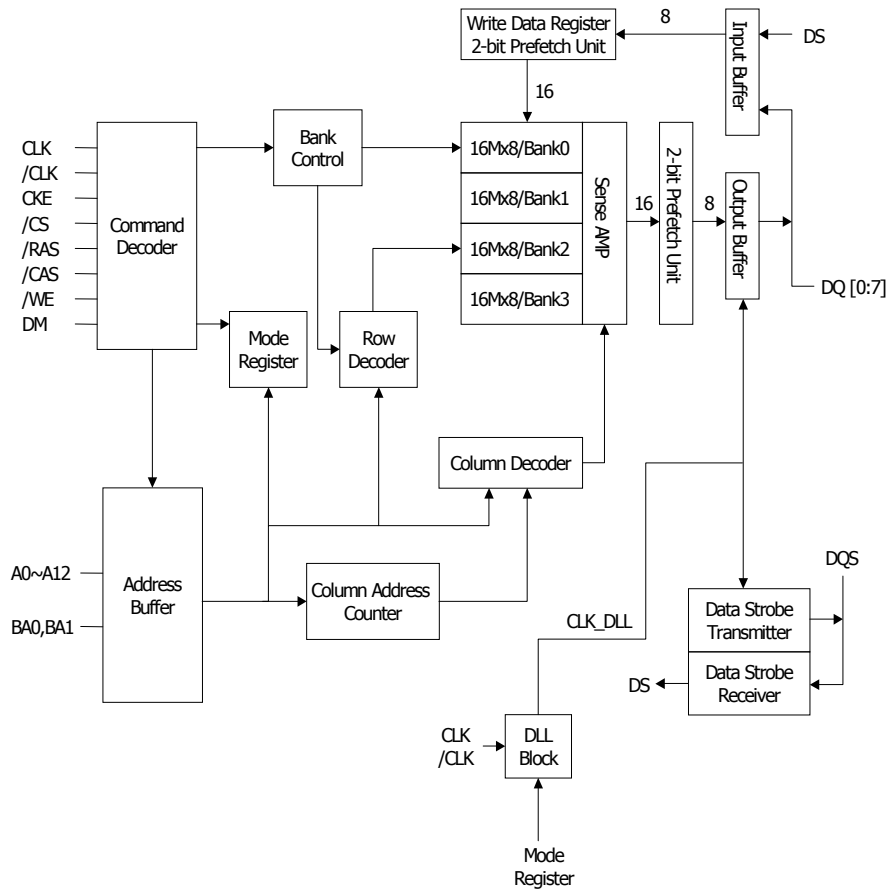 Write Data Register
2-bit Prefetch Unit
8
Input Buffer
DS
16
Bank
Control
CLK
/CLK
CKE
/CS
/RAS
/CAS
/WE
DM
Command
Decoder
16Mx8/Bank0
16Mx8/Bank1
16Mx8/Bank2
16Mx8/Bank3
Sense AMP
16
2-bit Prefetch Unit
8
Output Buffer
DQ [0:7]
Mode
Register
Row
Decoder
Column Decoder
A0~A12
BA0,BA1
Address
Buffer
Column Address
Counter
CLK_DLL
DQS
Data Strobe
Transmitter
Data Strobe
Receiver
DS
CLK
/CLK
DLL
Block
Mode
Register